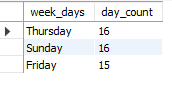 week_days day_count
Thursday 16
Sunday 16
Friday 15